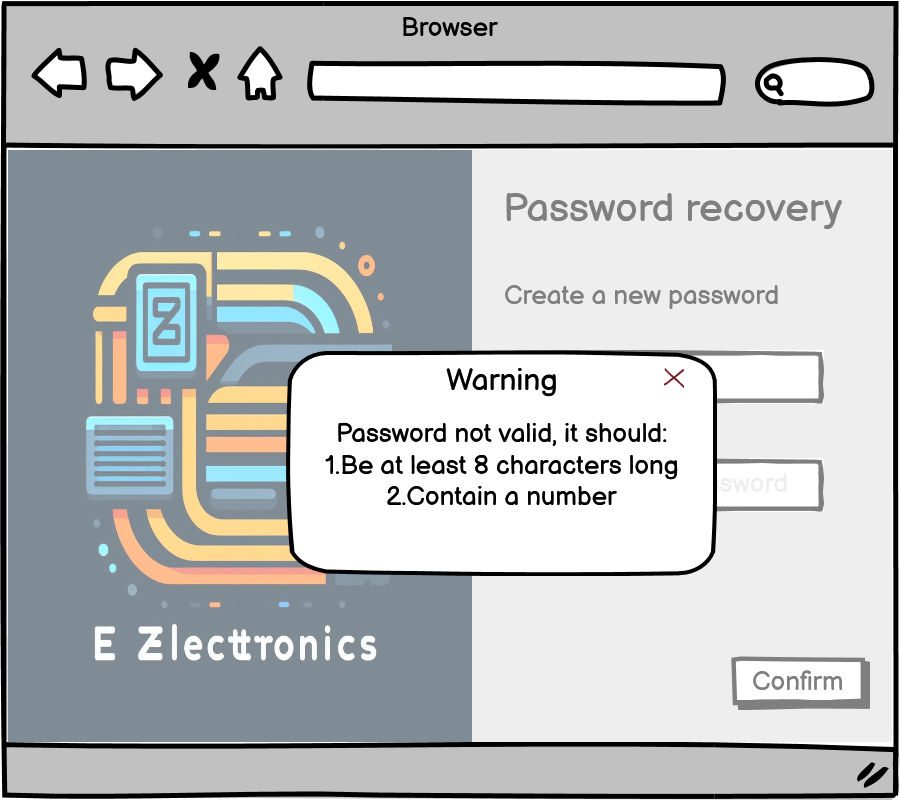 Browser
Password recovery
Create a new password
Warning
Password not valid, it should:
1.Be at least 8 characters long
2.Contain a number
E Zlecttronics
Confirm